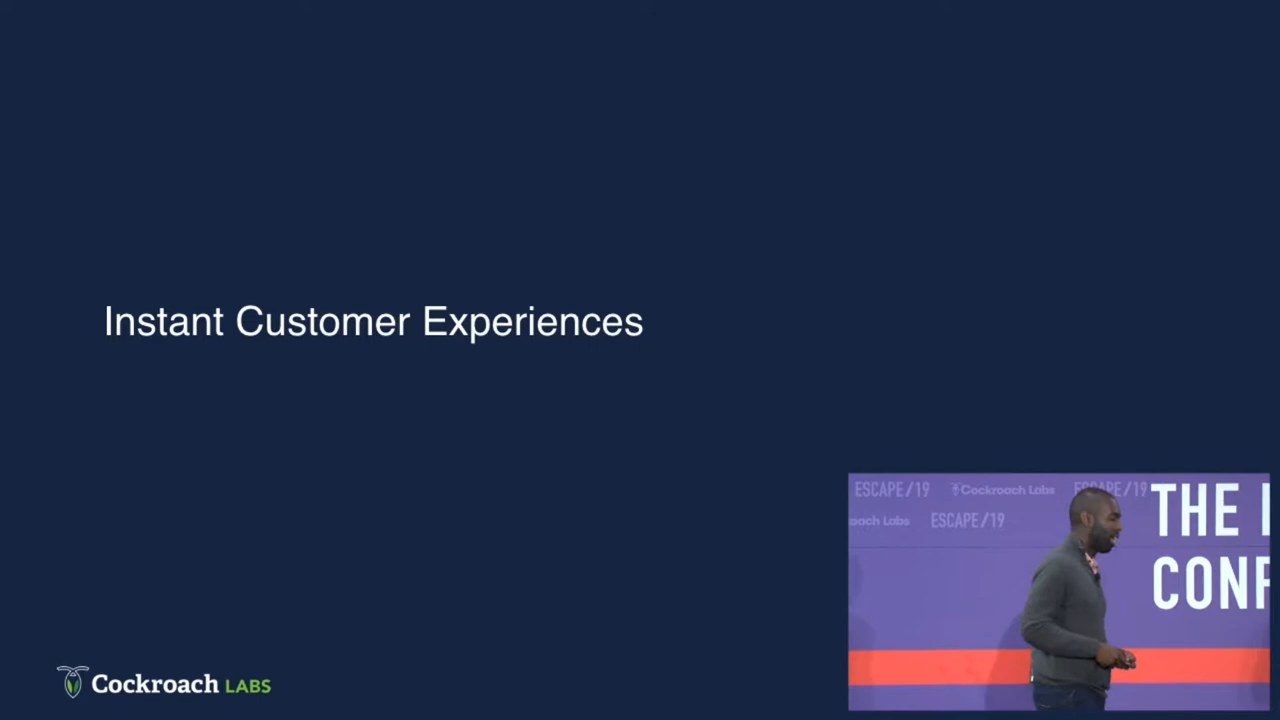 Instant Customer Experiences
ESCAPE/19 Cockroach Labs ESCAPE/19
oach Labs ESCAPE/19
THE
CONF
Cockroach LABS